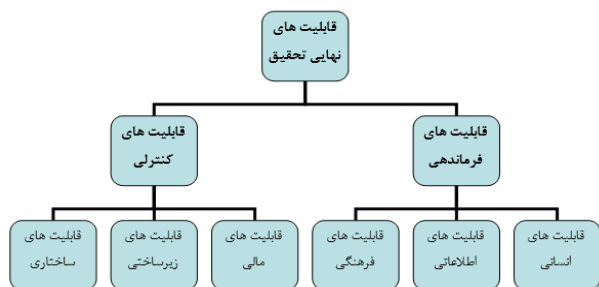 قابلیت های
نهایی تحقیق
قابلیت های
فرماندهی
قابلیت های
کنترلی
قابلیت های
انسانی
قابلیت های
اطلاعاتی
قابلیت های
فرهنگی
قابلیت های
مالی
قابلیت های
زیرساختی
قابلیت های
ساختاری